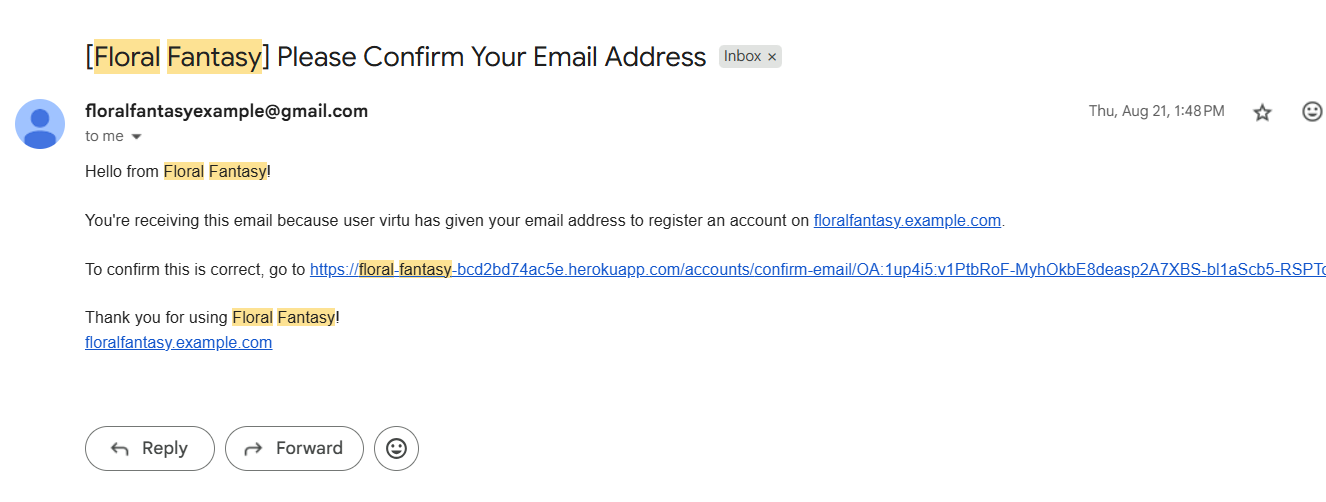 [Floral Fantasy] Please Confirm Your Email Address Inbox ×
floralfantasyexample@gmail.com Thu, Aug 21, 1:48 PM
to me
Hello from Floral Fantasy!
You're receiving this email because user virtu has given your email address to register an account on floralfantasy.example.com.
To confirm this is correct, go to https://floral-fantasy-bcd2bd74ac5e.herokuapp.com/accounts/confirm-email/OA:1up4i5:v1PtbRoF-MyhOkbE8deasp2A7XBS-bl1aScb5-RSPTc
Thank you for using Floral Fantasy!
floralfantasy.example.com
Reply Forward